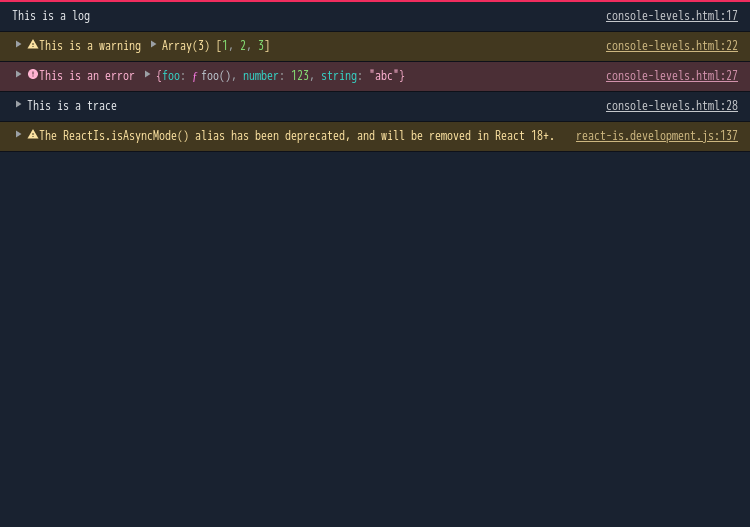 This is a log console-levels.html:17
This is a warning Array(3) [1, 2, 3] console-levels.html:22
This is an error {foo: ƒ foo(), number: 123, string: "abc"} console-levels.html:27
This is a trace console-levels.html:28
The ReactIs.isAsyncMode() alias has been deprecated, and will be removed in React 18+. react-is.development.js:137